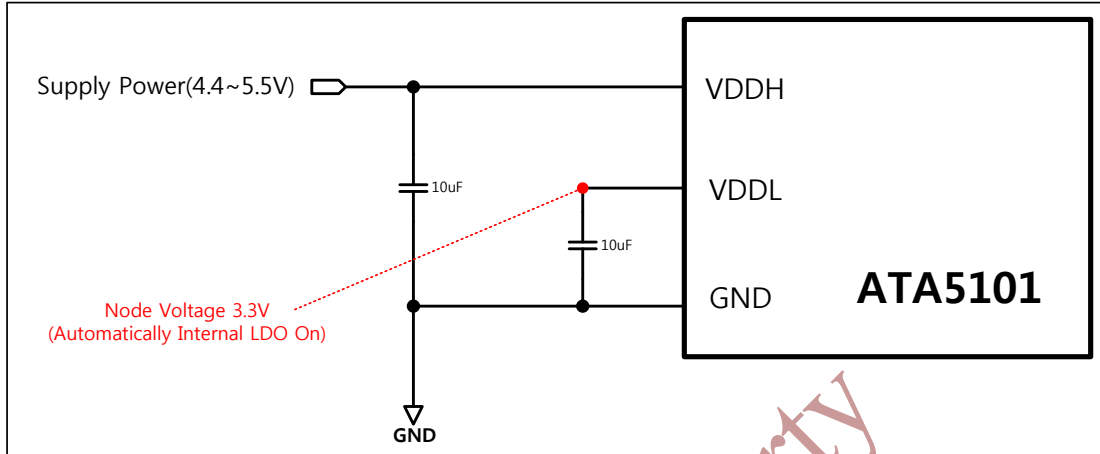 Supply Power(4.4~5.5V)
VDDH
10uF
VDDL
10uF
GND
ATA5101
Node Voltage 3.3V
(Automatically Internal LDO On)
GND